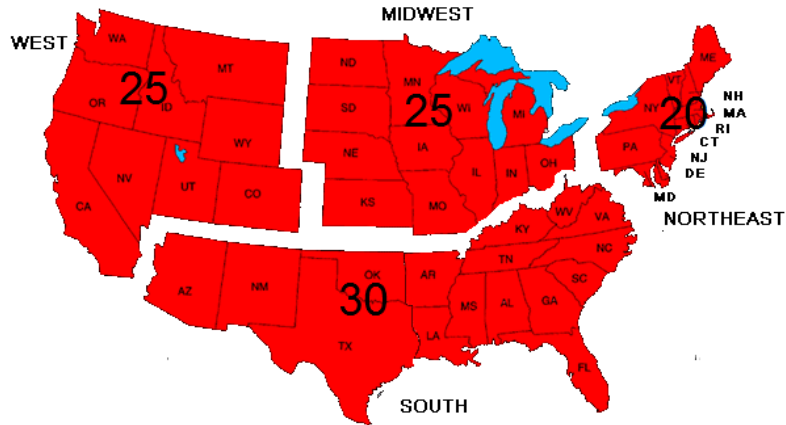 MIDWEST
WEST
WA
MT
ND
MN
ME
VT
OR
25
ID
SD
25
WI
MI
NY
20
NH
MA
RI
CT
NJ
DE
MD
WY
NE
IA
PA
NV
UT
CO
KS
MO
IL
IN
OH
CA
NORTHEAST
WV
VA
KY
NC
TN
AZ
NM
OK
AR
SC
30
MS
AL
GA
TX
LA
FL
SOUTH